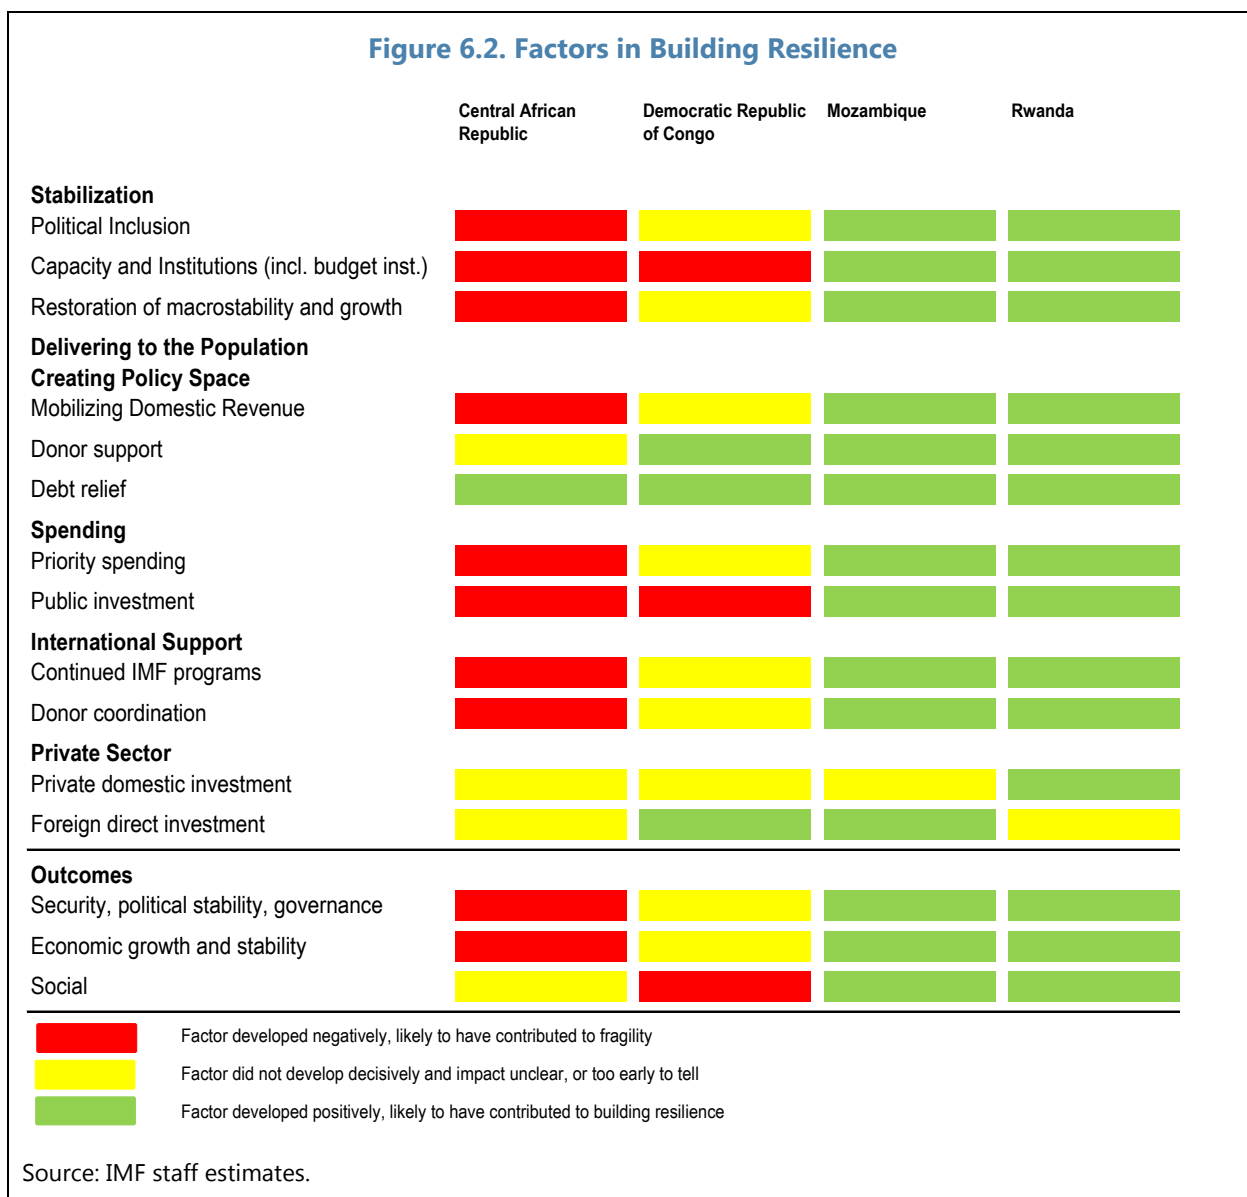 Figure 6.2. Factors in Building Resilience
Central African Republic
Democratic Republic of Congo
Mozambique
Rwanda
Stabilization
Political Inclusion
Capacity and Institutions (incl. budget inst.)
Restoration of macrostability and growth
Delivering to the Population
Creating Policy Space
Mobilizing Domestic Revenue
Donor support
Debt relief
Spending
Priority spending
Public investment
International Support
Continued IMF programs
Donor coordination
Private Sector
Private domestic investment
Foreign direct investment
Outcomes
Security, political stability, governance
Economic growth and stability
Social
Factor developed negatively, likely to have contributed to fragility
Factor did not develop decisively and impact unclear, or too early to tell
Factor developed positively, likely to have contributed to building resilience
Source: IMF staff estimates.